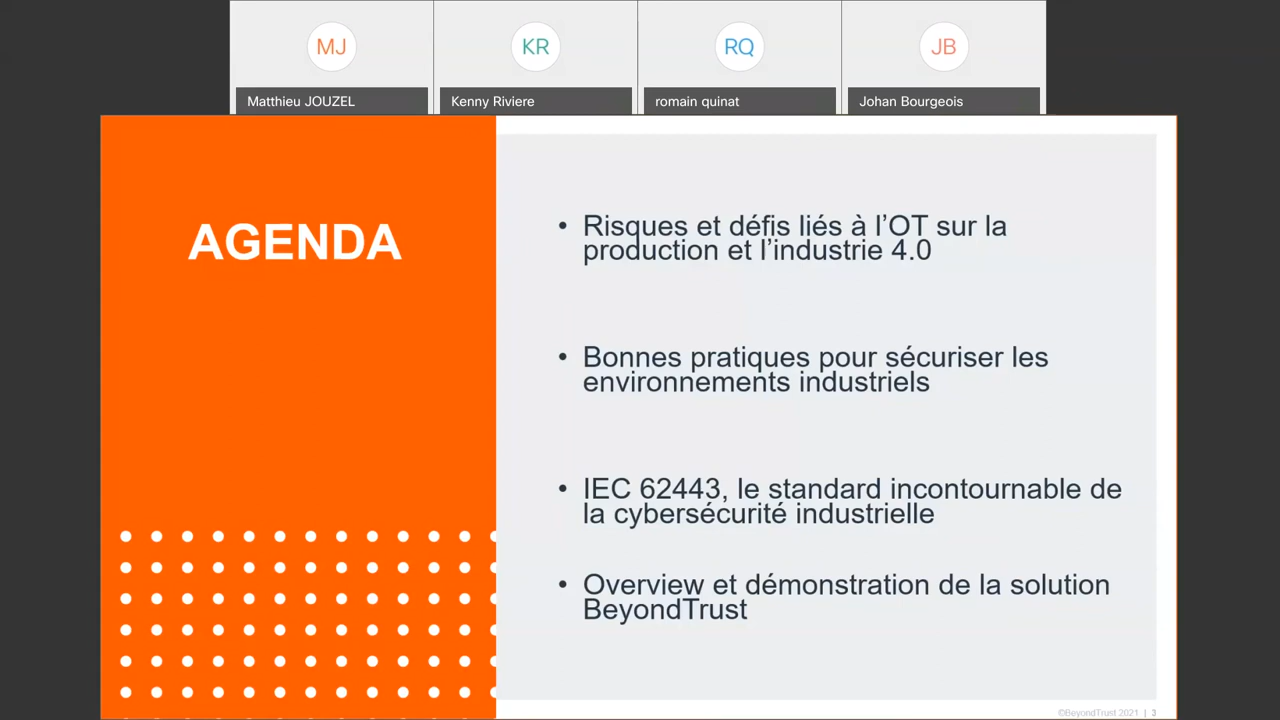 MJ
KR
RQ
JB
Matthieu JOUZEL
Kenny Riviere
romain quinat
Johan Bourgeois
AGENDA
• Risques et défis liés à l’OT sur la
production et l’industrie 4.0
• Bonnes pratiques pour sécuriser les
environnements industriels
• IEC 62443, le standard incontournable de
la cybersécurité industrielle
• Overview et démonstration de la solution
BeyondTrust
©BeyondTrust 2021 | 3